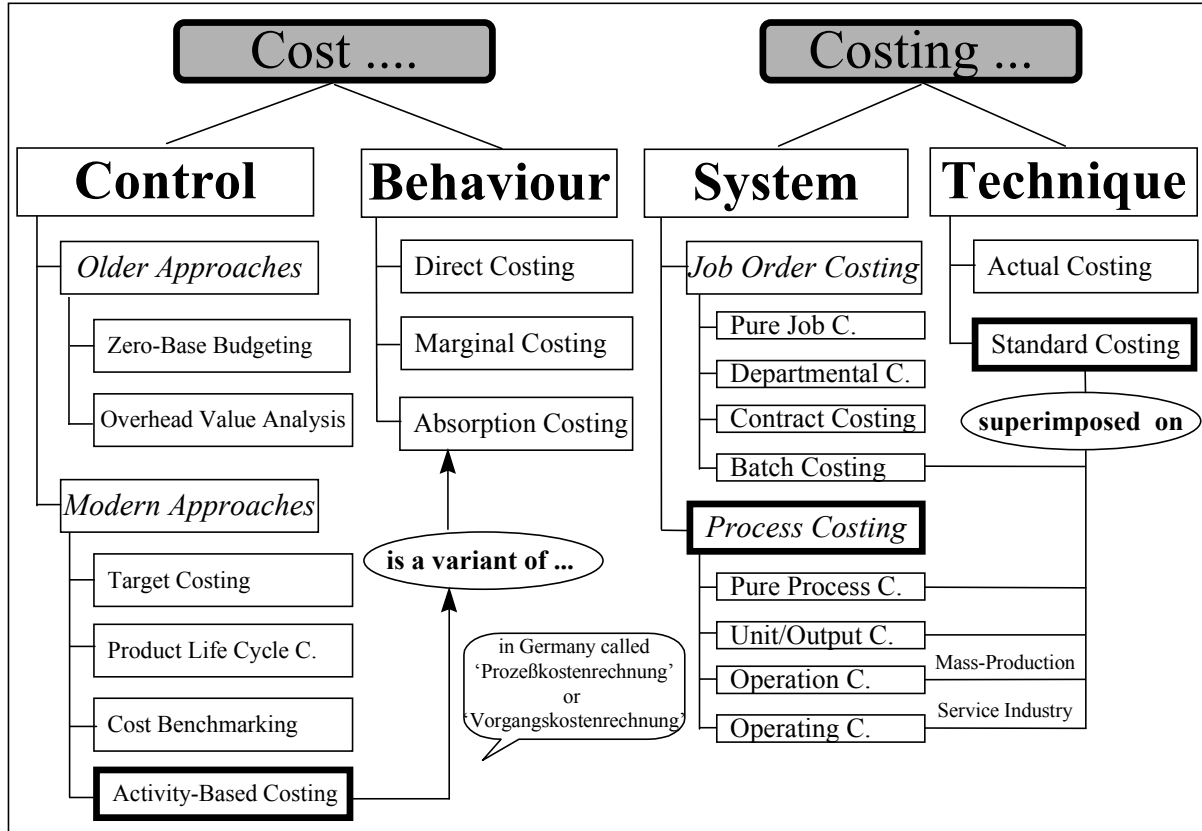 Cost ....
Costing ...
Control
Behaviour
System
Technique
Older Approaches
Zero-Base Budgeting
Overhead Value Analysis
Modern Approaches
Target Costing
Product Life Cycle C.
Cost Benchmarking
Activity-Based Costing
Direct Costing
Marginal Costing
Absorption Costing
is a variant of ...
in Germany called
‘Prozeßkostenrechnung’
or
‘Vorgangskostenrechnung’
Job Order Costing
Pure Job C.
Departmental C.
Contract Costing
Batch Costing
Process Costing
Pure Process C.
Unit/Output C.
Operation C.
Operating C.
Actual Costing
Standard Costing
superimposed on
Mass-Production
Service Industry